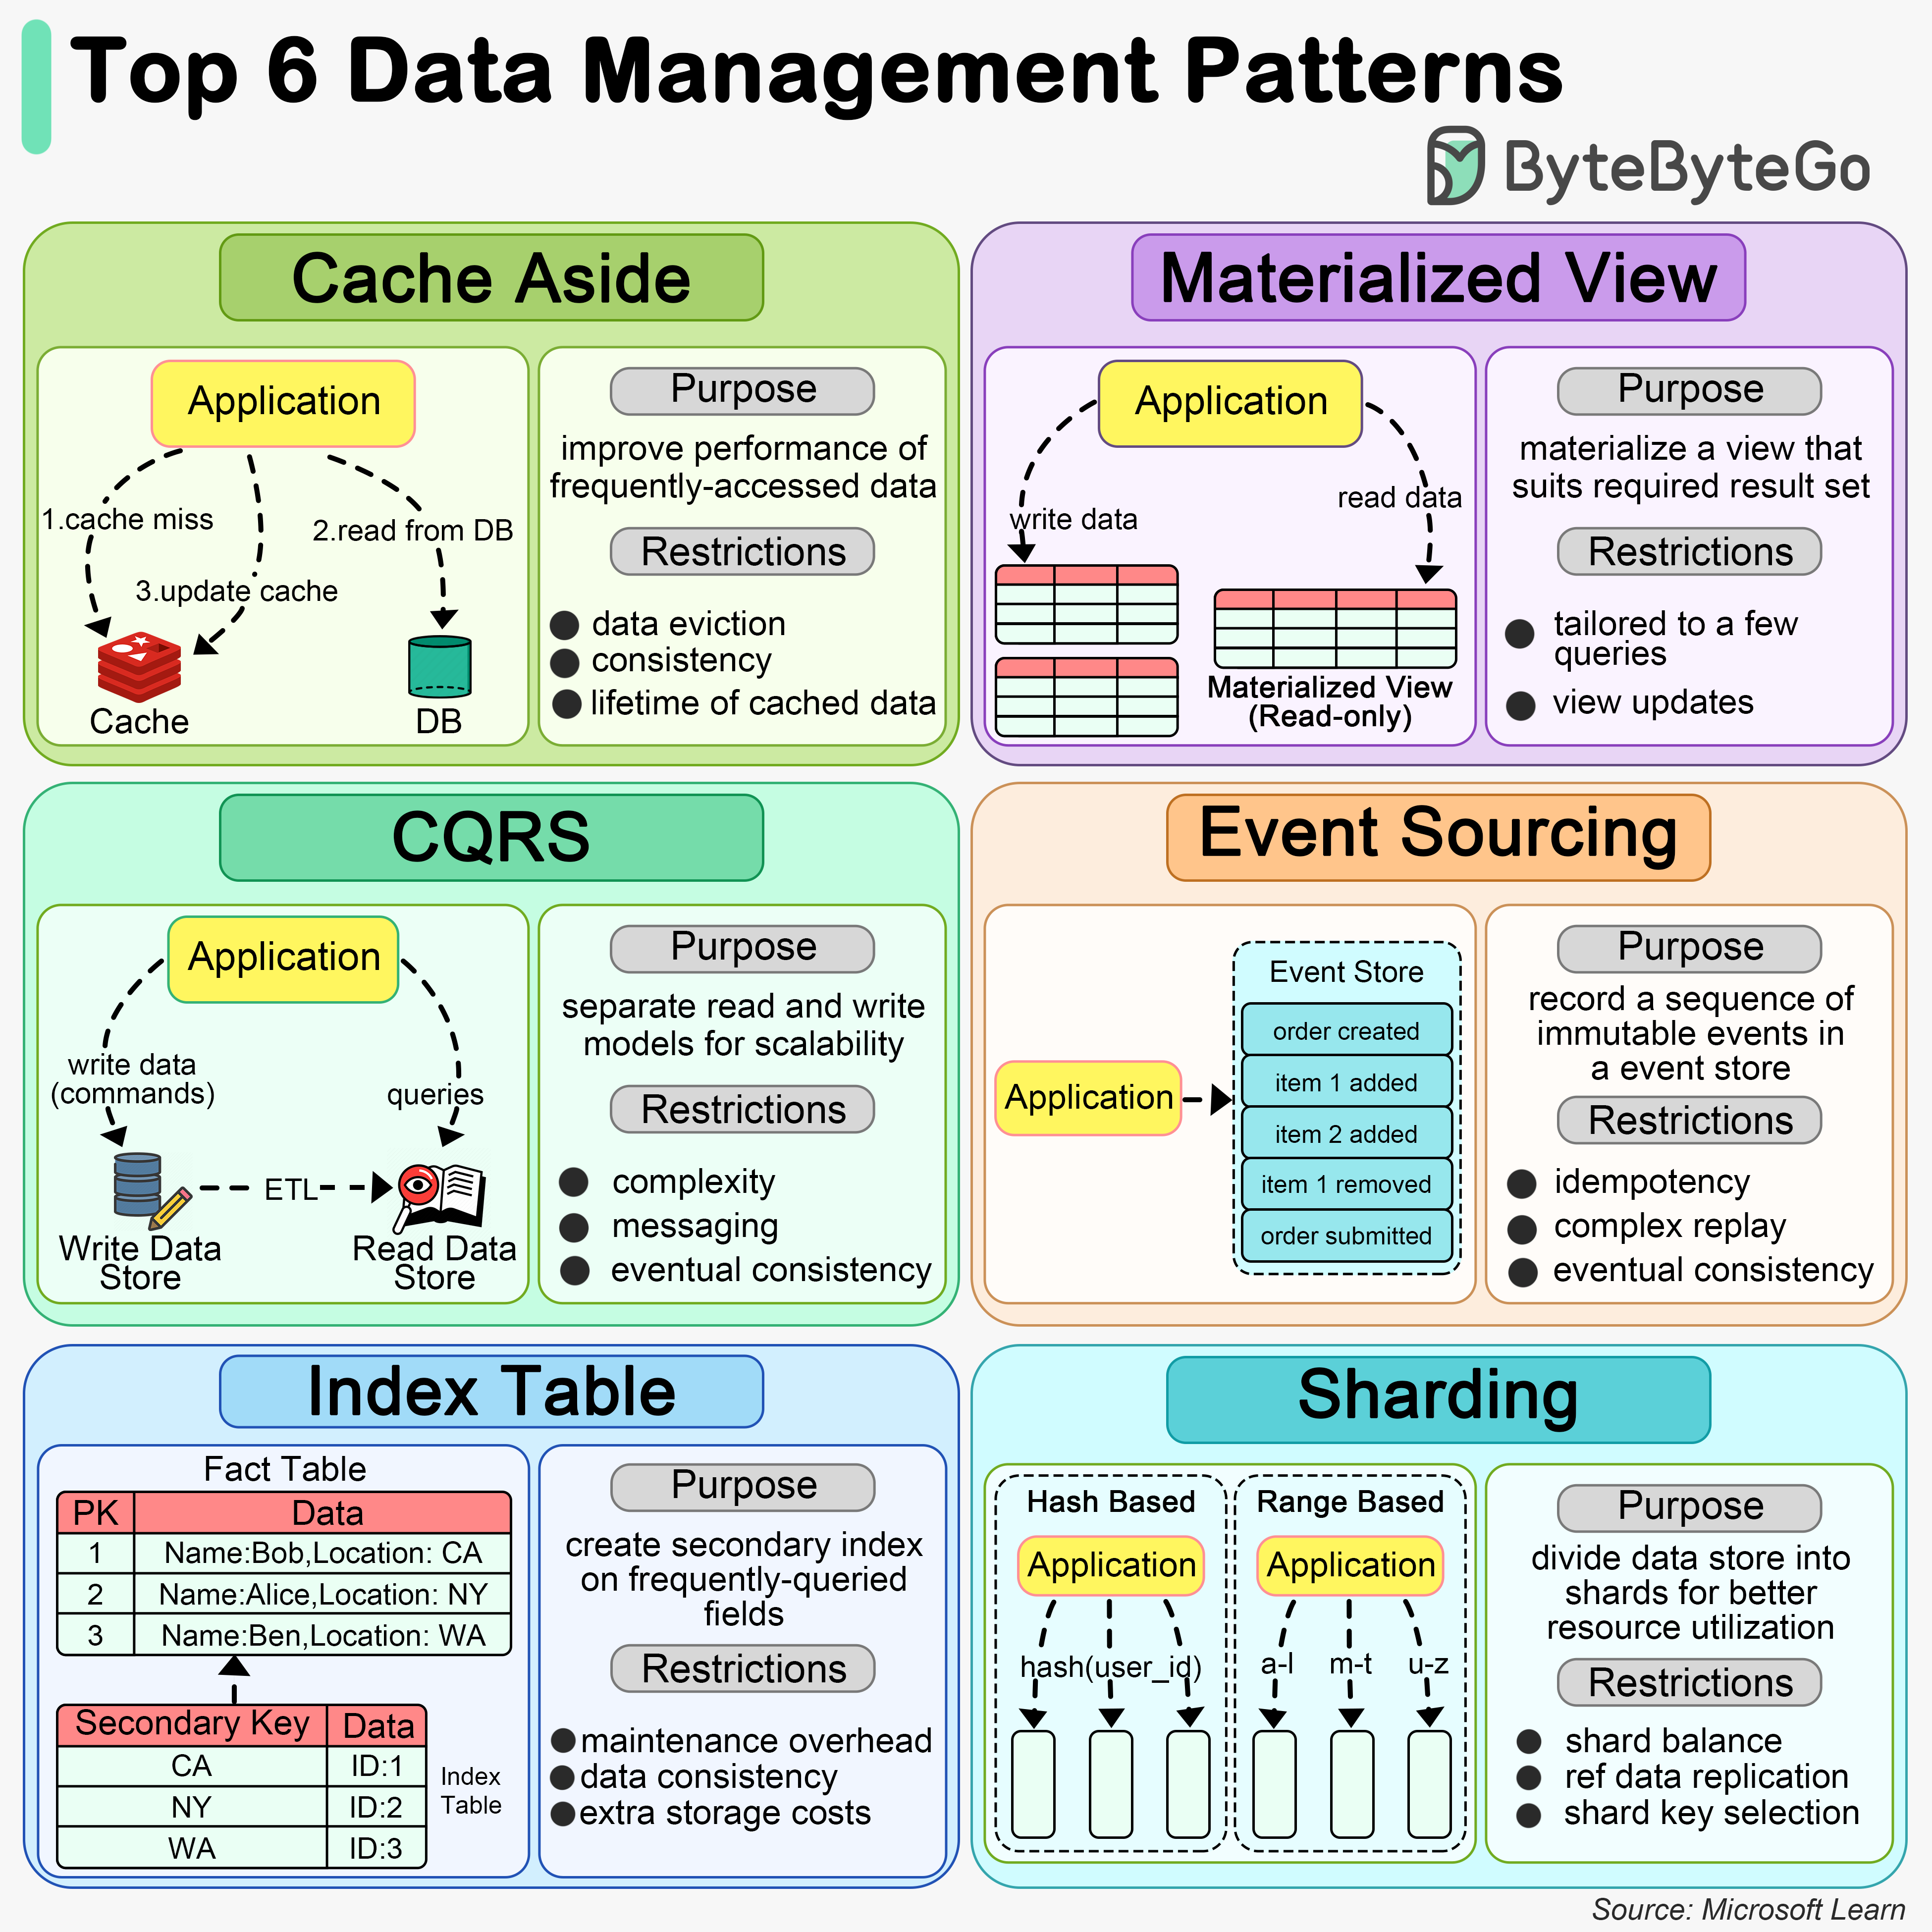 Top 6 Data Management Patterns
ByteByteGo
Cache Aside
Application
1.cache miss
2.read from DB
3.update cache
Cache
DB
Purpose
improve performance of
frequently-accessed data
Restrictions
data eviction
consistency
lifetime of cached data
Materialized View
Application
write data
read data
Materialized View
(Read-only)
Purpose
materialize a view that
suits required result set
Restrictions
tailored to a few
queries
view updates
CQRS
Application
write data
(commands)
queries
ETL
Write Data
Store
Read Data
Store
Purpose
separate read and write
models for scalability
Restrictions
complexity
messaging
eventual consistency
Event Sourcing
Application
Event Store
order created
item 1 added
item 2 added
item 1 removed
order submitted
Purpose
record a sequence of
immutable events in
a event store
Restrictions
idempotency
complex replay
eventual consistency
Index Table
Fact Table
PK Data
1 Name:Bob,Location: CA
2 Name:Alice,Location: NY
3 Name:Ben,Location: WA
Secondary Key Data
CA ID:1
NY ID:2
WA ID:3
Index
Table
Purpose
create secondary index
on frequently-queried
fields
Restrictions
maintenance overhead
data consistency
extra storage costs
Sharding
Hash Based
Application
hash(user_id)
Range Based
Application
a-l m-t u-z
Purpose
divide data store into
shards for better
resource utilization
Restrictions
shard balance
ref data replication
shard key selection
Source: Microsoft Learn